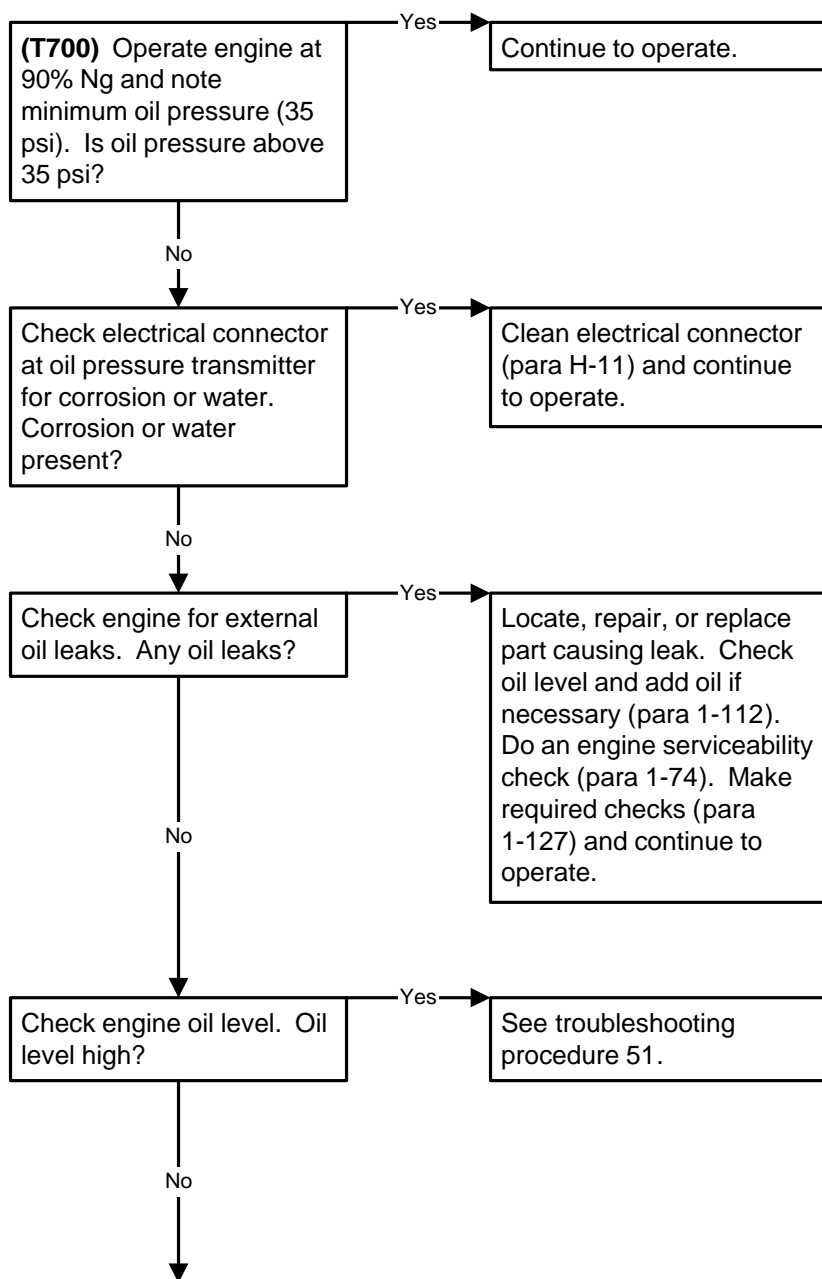 (T700) Operate engine at
90% Ng and note
minimum oil pressure (35
psi). Is oil pressure above
35 psi?
Yes
Continue to operate.
No
Check electrical connector
at oil pressure transmitter
for corrosion or water.
Corrosion or water
present?
Yes
Clean electrical connector
(para H-11) and continue
to operate.
No
Check engine for external
oil leaks. Any oil leaks?
Yes
Locate, repair, or replace
part causing leak. Check
oil level and add oil if
necessary (para 1-112).
Do an engine serviceability
check (para 1-74). Make
required checks (para
1-127) and continue to
operate.
No
Check engine oil level. Oil
level high?
Yes
See troubleshooting
procedure 51.
No